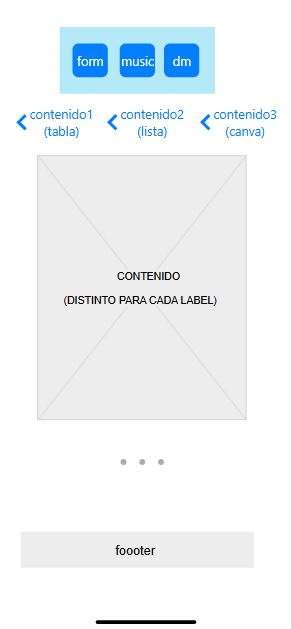 form music dm
contenido1 contenido2 contenido3
(tabla) (lista) (canva)
CONTENIDO
(DISTINTO PARA CADA LABEL)
foooter